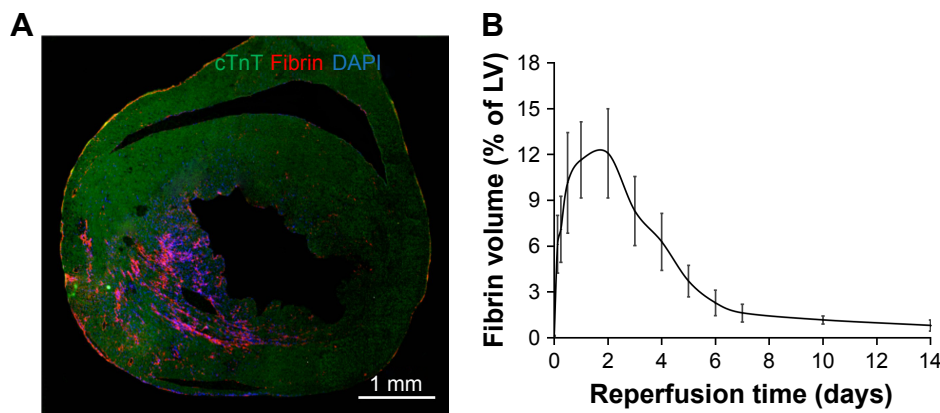 A
cTnT Fibrin DAPI
1 mm
B
Fibrin volume (% of LV)
18
15
12
9
6
3
0
0 2 4 6 8 10 12 14
Reperfusion time (days)